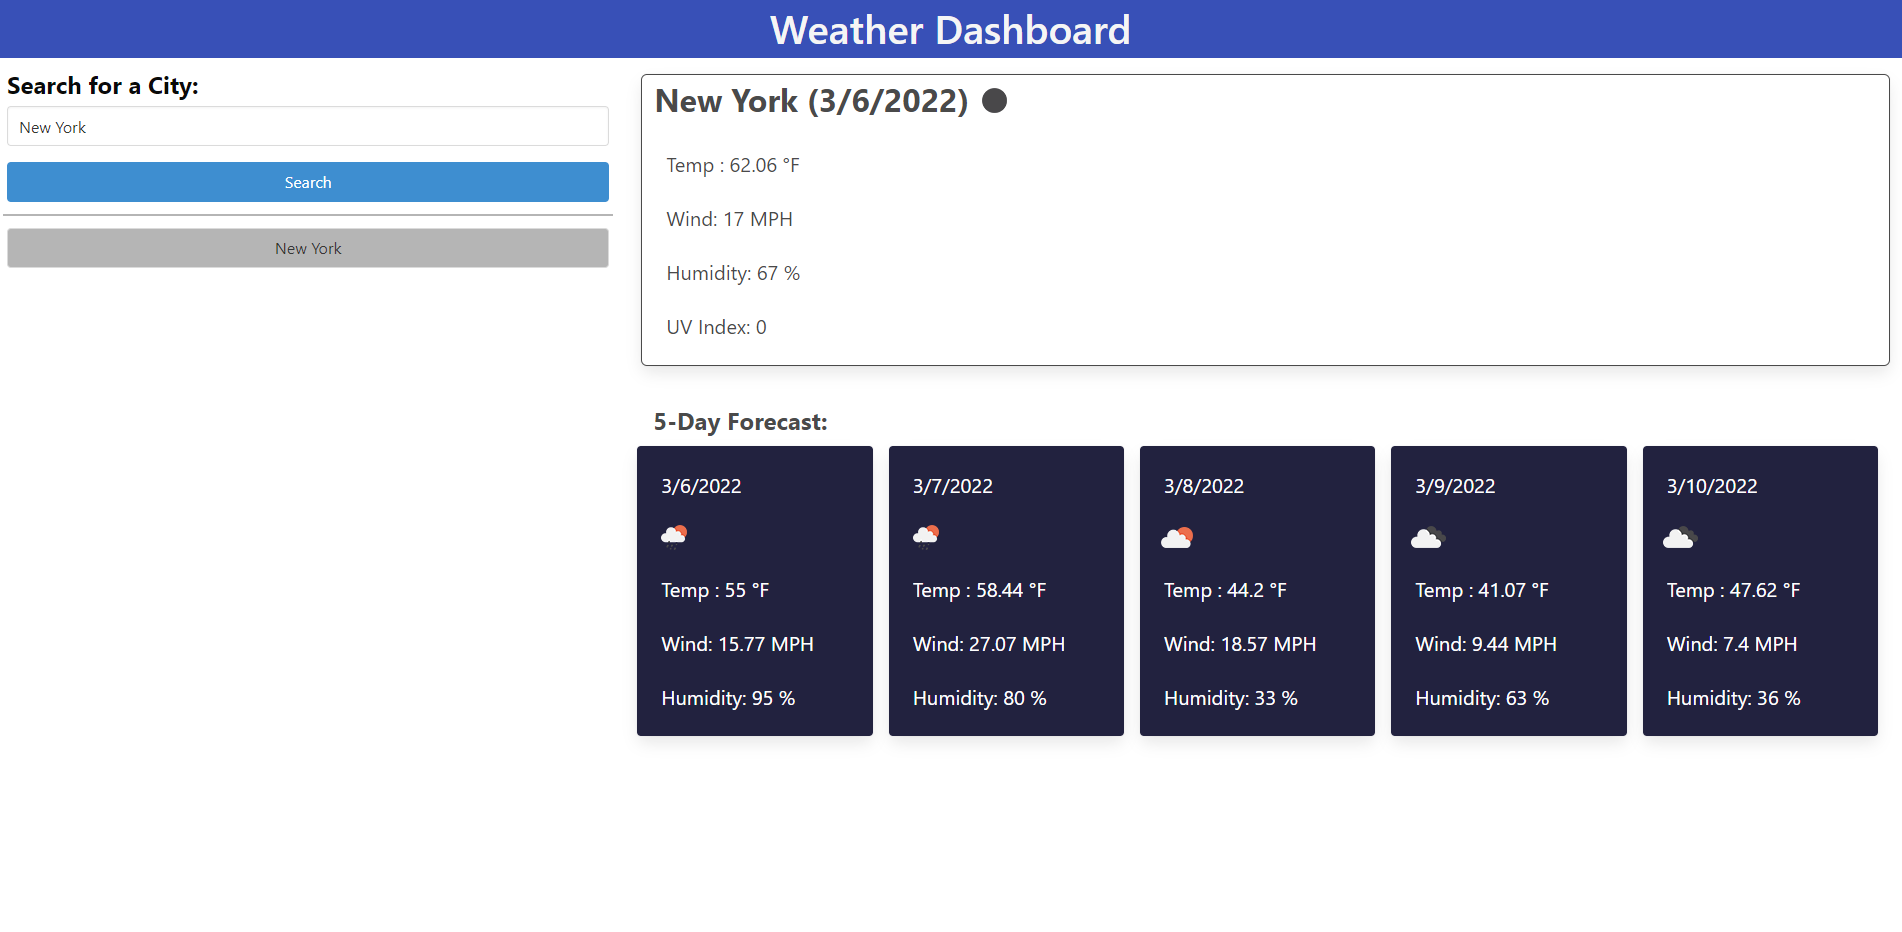 Weather Dashboard
Search for a City:
New York
Search
New York
New York (3/6/2022)
Temp : 62.06 °F
Wind: 17 MPH
Humidity: 67 %
UV Index: 0
5-Day Forecast:
3/6/2022
Temp : 55 °F
Wind: 15.77 MPH
Humidity: 95 %
3/7/2022
Temp : 58.44 °F
Wind: 27.07 MPH
Humidity: 80 %
3/8/2022
Temp : 44.2 °F
Wind: 18.57 MPH
Humidity: 33 %
3/9/2022
Temp : 41.07 °F
Wind: 9.44 MPH
Humidity: 63 %
3/10/2022
Temp : 47.62 °F
Wind: 7.4 MPH
Humidity: 36 %